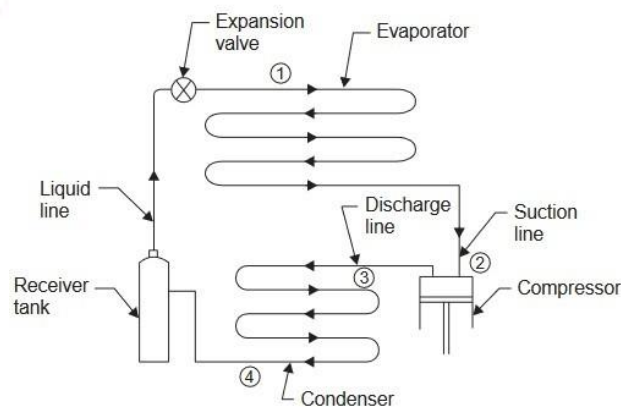 Expansion
valve
Evaporator
①
Liquid
line
Discharge
line
Suction
line
②
③
Receiver
tank
Compressor
④
Condenser